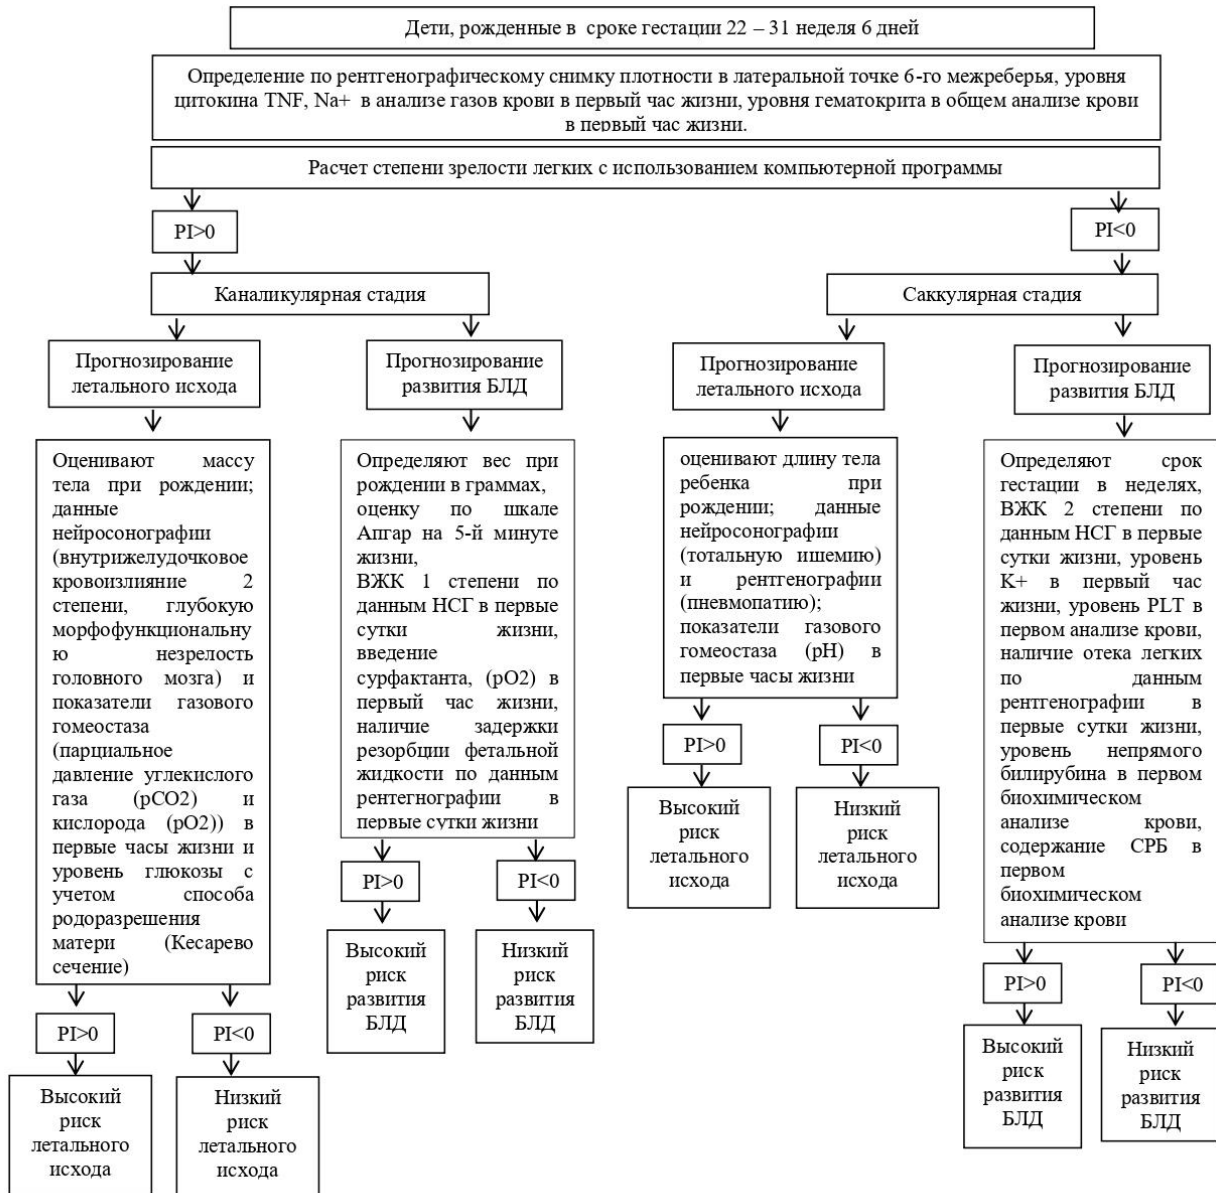 Дети, рожденные в сроке гестации 22 – 31 неделя 6 дней
Определение по рентгенографическому снимку плотности в латеральной точке 6-го межреберья, уровня
цитокина TNF, Na+ в анализе газов крови в первый час жизни, уровня гематокрита в общем анализе крови
в первый час жизни.
Расчет степени зрелости легких с использованием компьютерной программы
PI>0
PI<0
Каналикулярная стадия
Саккулярная стадия
Прогнозирование
летального исхода
Прогнозирование
развития БЛД
Прогнозирование
летального исхода
Прогнозирование
развития БЛД
Оценивают массу
тела при рождении;
данные
нейросонографии
(внутрижелудочковое
кровоизлияние 2
степени, глубокую
морфофункциональну
ю незрелость
головного мозга) и
показатели газового
гомеостаза
(парциальное
давление углекислого
газа (pCO2) и
кислорода (pO2)) в
первые часы жизни и
уровень глюкозы с
учетом способа
родоразрешения
матери (Кесарево
сечение)
PI>0
PI<0
Высокий
риск
летального
исхода
Низкий
риск
летального
исхода
Определяют вес при
рождении в граммах,
оценку по шкале
Апгар на 5-й минуте
жизни,
ВЖК 1 степени по
данным НСГ в первые
сутки жизни,
введение
сурфактанта, (pO2) в
первый час жизни,
наличие задержки
резорбции фетальной
жидкости по данным
рентегнографии в
первые сутки жизни
PI>0
PI<0
Высокий
риск
развития
БЛД
Низкий
риск
развития
БЛД
оценивают длину тела
ребенка при
рождении; данные
нейросонографии
(тотальную ишемию)
и рентгенографии
(пневмопатию);
показатели газового
гомеостаза (pH) в
первые часы жизни
PI>0
PI<0
Высокий
риск
летального
исхода
Низкий
риск
летального
исхода
Определяют срок
гестации в неделях,
ВЖК 2 степени по
данным НСГ в первые
сутки жизни, уровень
K+ в первый час
жизни, уровень PLT в
первом анализе крови,
наличие отека легких
по данным
рентгенографии в
первые сутки жизни,
уровень непрямого
билирубина в первом
биохимическом
анализе крови,
содержание СРБ в
первом
биохимическом
анализе крови
PI>0
PI<0
Высокий
риск
развития
БЛД
Низкий
риск
развития
БЛД